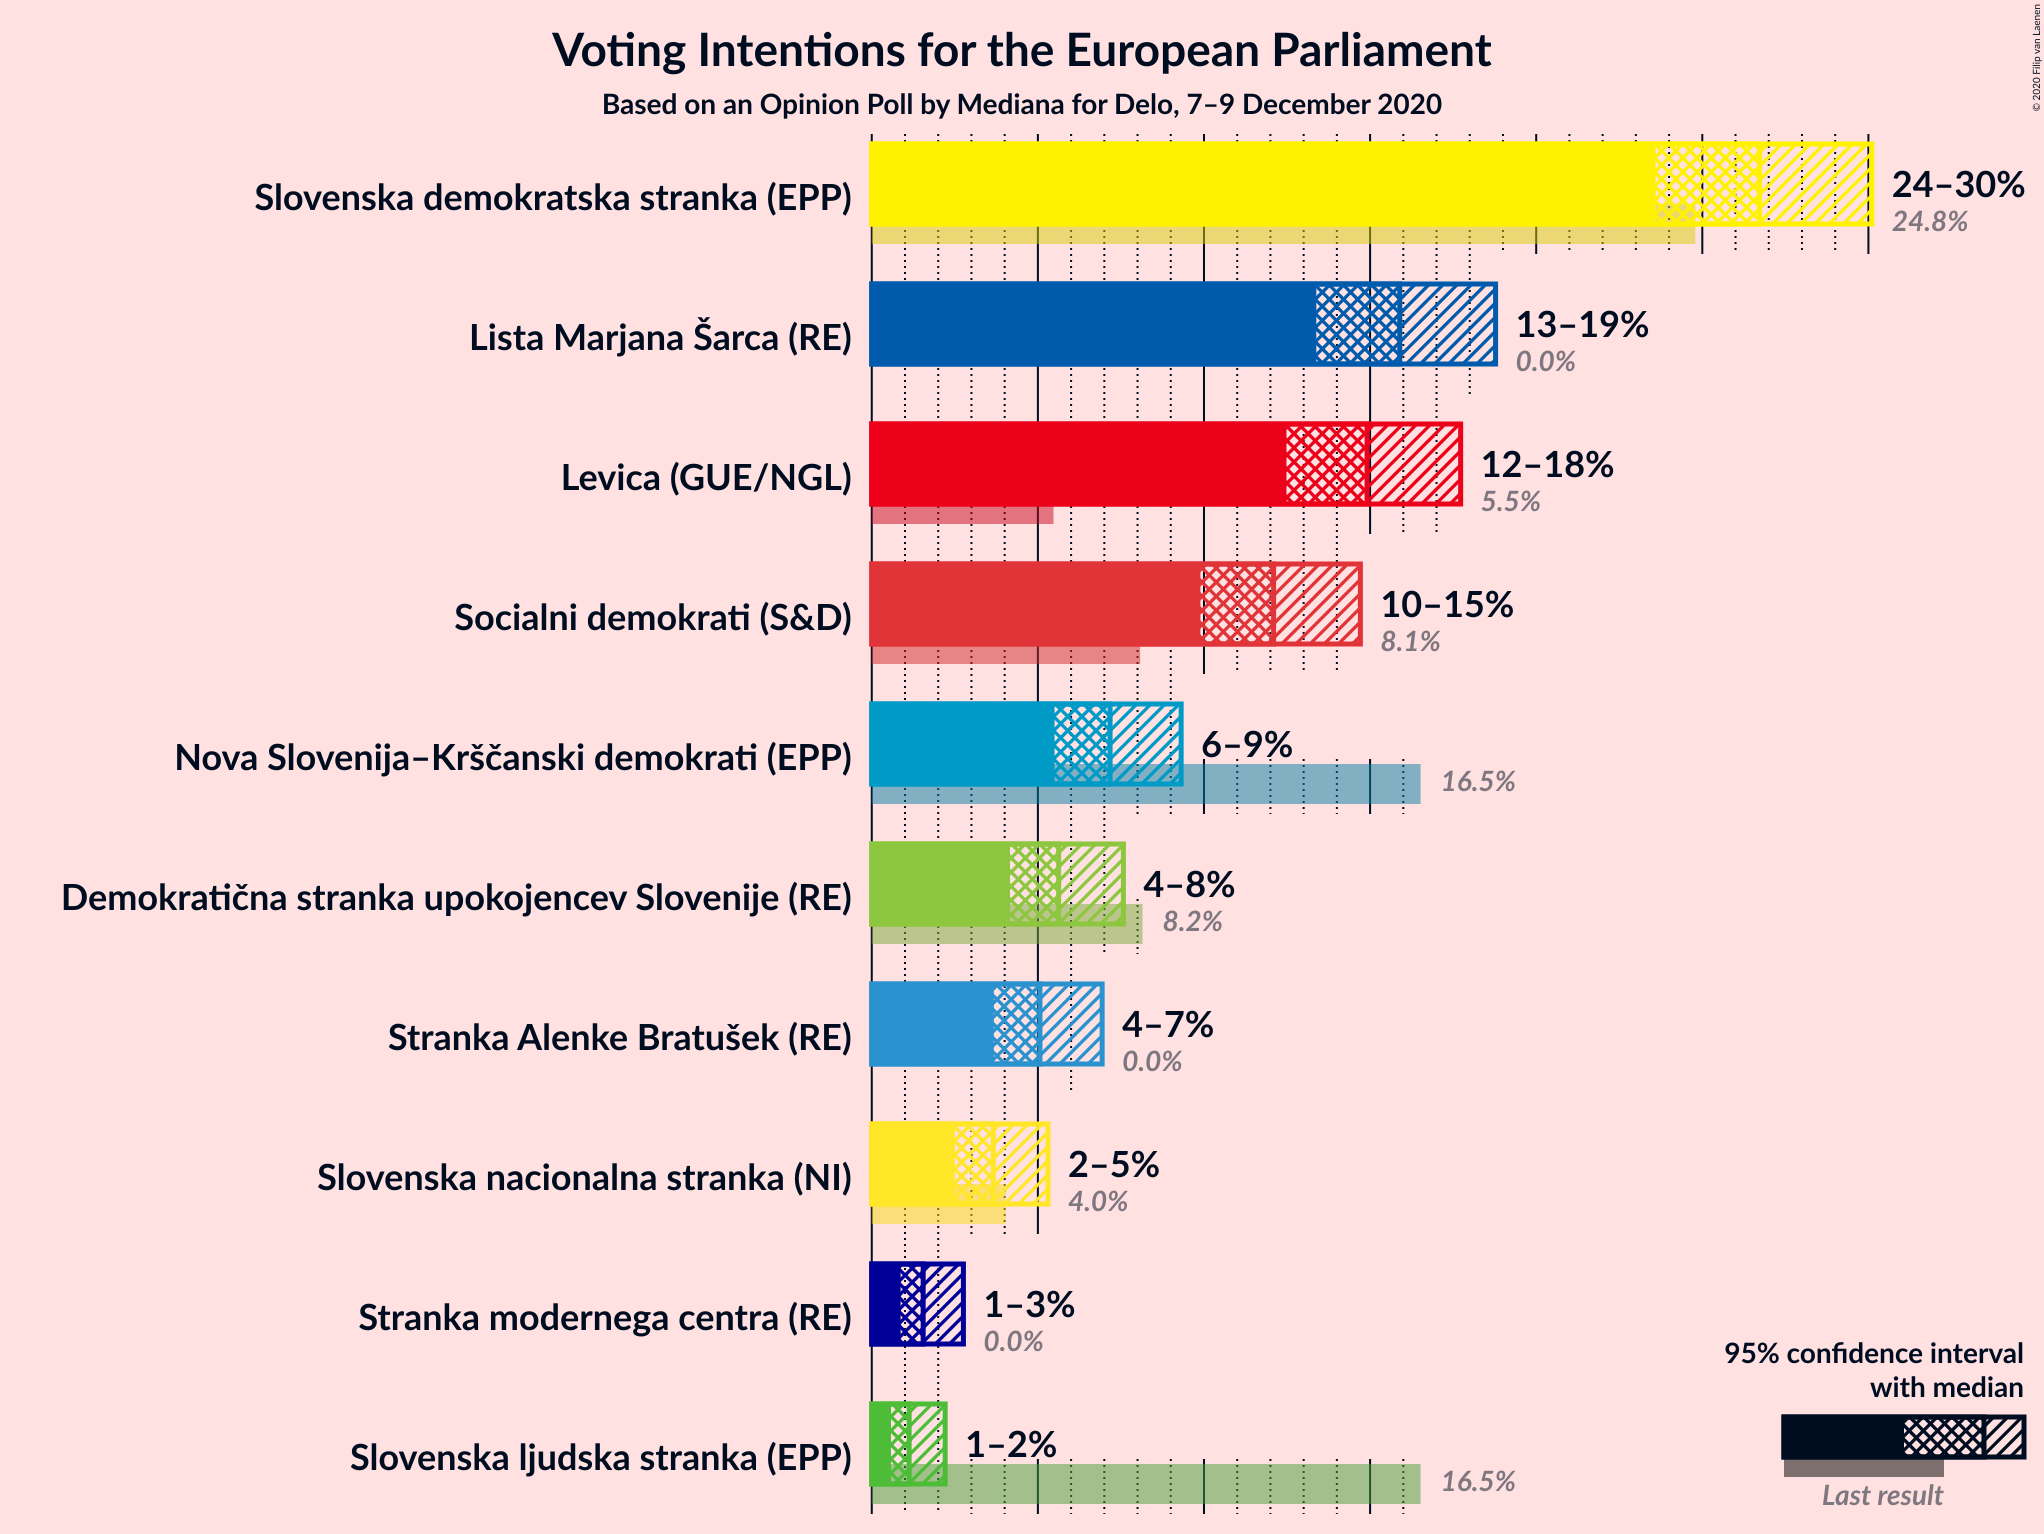 Voting Intentions for the European Parliament
Based on an Opinion Poll by Mediana for Delo, 7–9 December 2020
© 2020 Filip van Laenen
Slovenska demokratska stranka (EPP)
24–30%
24.8%
Lista Marjana Šarca (RE)
13–19%
0.0%
Levica (GUE/NGL)
12–18%
5.5%
Socialni demokrati (S&D)
10–15%
8.1%
Nova Slovenija–Krščanski demokrati (EPP)
6–9%
16.5%
Demokratična stranka upokojencev Slovenije (RE)
4–8%
8.2%
Stranka Alenke Bratušek (RE)
4–7%
0.0%
Slovenska nacionalna stranka (NI)
2–5%
4.0%
Stranka modernega centra (RE)
1–3%
0.0%
Slovenska ljudska stranka (EPP)
1–2%
16.5%
95% confidence interval
with median
Last result